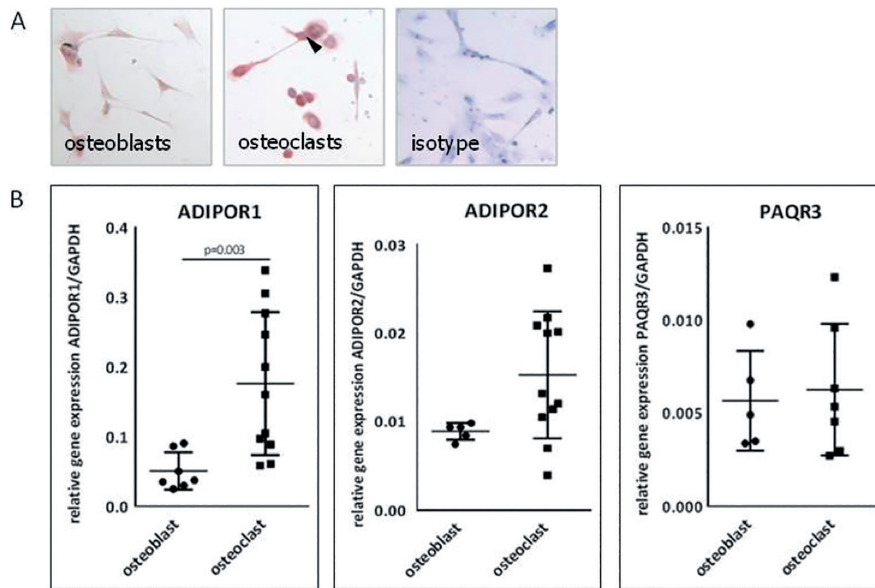 A
osteoblasts
osteoclasts
isotype
B
ADIPOR1
relative gene expression ADIPOR1/GAPDH
0.4
0.3
0.2
0.1
0.0
p=0.003
osteoblast
osteoclast
ADIPOR2
relative gene expression ADIPOR2/GAPDH
0.03
0.02
0.01
0.00
osteoblast
osteoclast
PAQR3
relative gene expression PAQR3/GAPDH
0.015
0.010
0.005
0.000
osteoblast
osteoclast